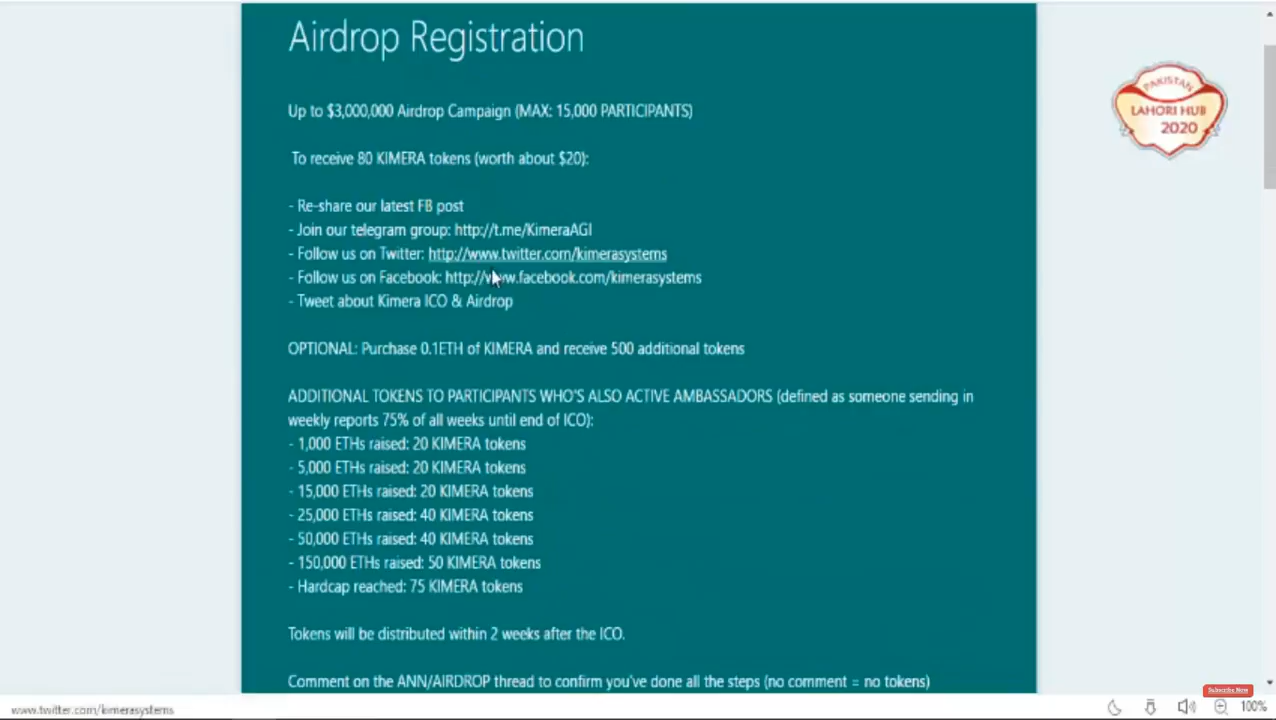 Airdrop Registration
Up to $3,000,000 Airdrop Campaign (MAX: 15,000 PARTICIPANTS)
To receive 80 KIMERA tokens (worth about $20):
- Re-share our latest FB post
- Join our telegram group: http://t.me/KimeraAGI
- Follow us on Twitter: http://www.twitter.com/kimerasystems
- Follow us on Facebook: http://www.facebook.com/kimerasystems
- Tweet about Kimera ICO & Airdrop
OPTIONAL: Purchase 0.1ETH of KIMERA and receive 500 additional tokens
ADDITIONAL TOKENS TO PARTICIPANTS WHO'S ALSO ACTIVE AMBASSADORS (defined as someone sending in
weekly reports 75% of all weeks until end of ICO):
- 1,000 ETHs raised: 20 KIMERA tokens
- 5,000 ETHs raised: 20 KIMERA tokens
- 15,000 ETHs raised: 20 KIMERA tokens
- 25,000 ETHs raised: 40 KIMERA tokens
- 50,000 ETHs raised: 40 KIMERA tokens
- 150,000 ETHs raised: 50 KIMERA tokens
- Hardcap reached: 75 KIMERA tokens
Tokens will be distributed within 2 weeks after the ICO.
Comment on the ANN/AIRDROP thread to confirm you've done all the steps (no comment = no tokens)
PAKISTAN
LAHORI HUB
2020
Subscribe Now
www.twitter.com/kimerasystems
100%